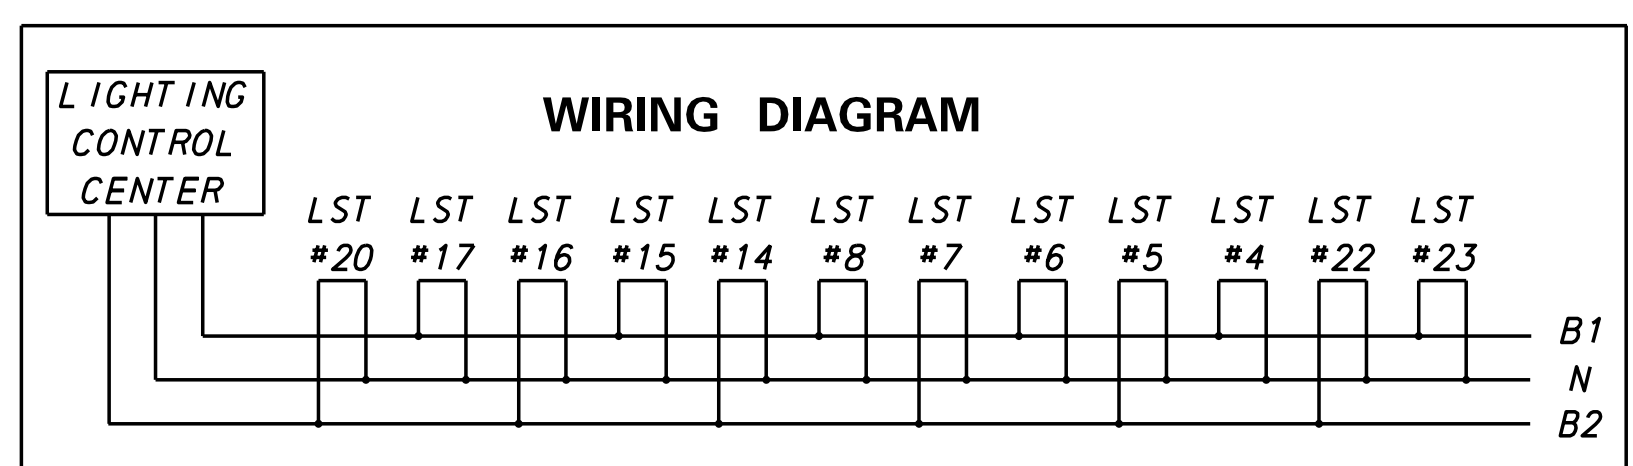 LIGHTING
CONTROL
CENTER
WIRING DIAGRAM
LST LST LST LST LST LST LST LST LST LST LST LST
#20 #17 #16 #15 #14 #8 #7 #6 #5 #4 #22 #23
B1
N
B2